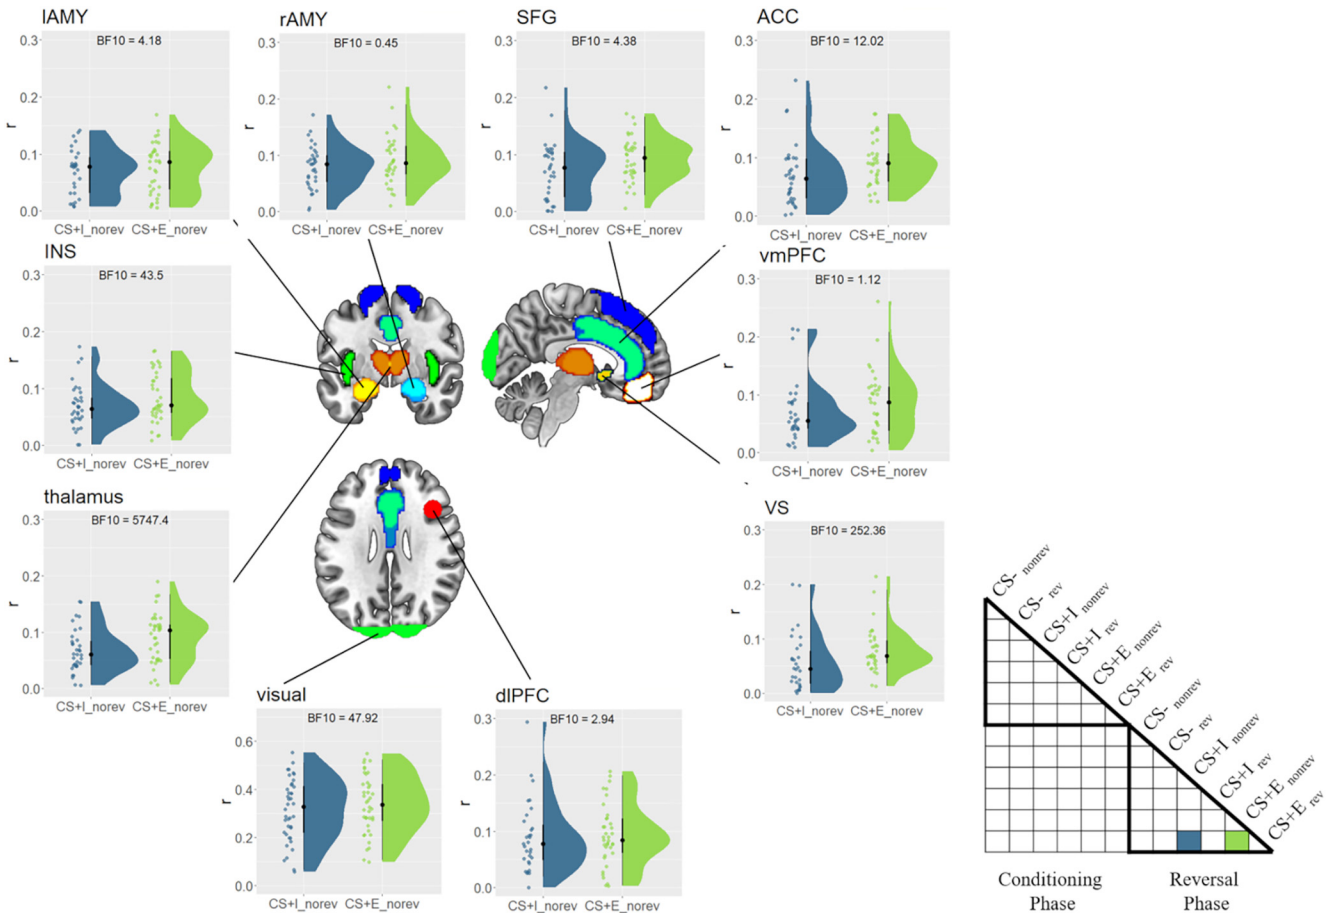 lAMY
BF10 = 4.18
0.3
0.2
r
0.1
0.0
CS+I_norev CS+E_norev
rAMY
BF10 = 0.45
0.3
0.2
r
0.1
0.0
CS+I_norev CS+E_norev
SFG
BF10 = 4.38
0.3
0.2
r
0.1
0.0
CS+I_norev CS+E_norev
ACC
BF10 = 12.02
0.3
0.2
r
0.1
0.0
CS+I_norev CS+E_norev
INS
BF10 = 43.5
0.3
0.2
r
0.1
0.0
CS+I_norev CS+E_norev
vmPFC
BF10 = 1.12
0.3
0.2
r
0.1
0.0
CS+I_norev CS+E_norev
thalamus
BF10 = 5747.4
0.3
0.2
r
0.1
0.0
CS+I_norev CS+E_norev
VS
BF10 = 252.36
0.3
0.2
r
0.1
0.0
CS+I_norev CS+E_norev
visual
BF10 = 47.92
0.6
0.4
r
0.2
0.0
CS+I_norev CS+E_norev
dlPFC
BF10 = 2.94
0.3
0.2
r
0.1
0.0
CS+I_norev CS+E_norev
CS- nonrev
CS- rev
CS+I nonrev
CS+I rev
CS+E nonrev
CS+E rev
CS- nonrev
CS- rev
CS+I nonrev
CS+I rev
CS+E nonrev
CS+E rev
Conditioning
Phase
Reversal
Phase